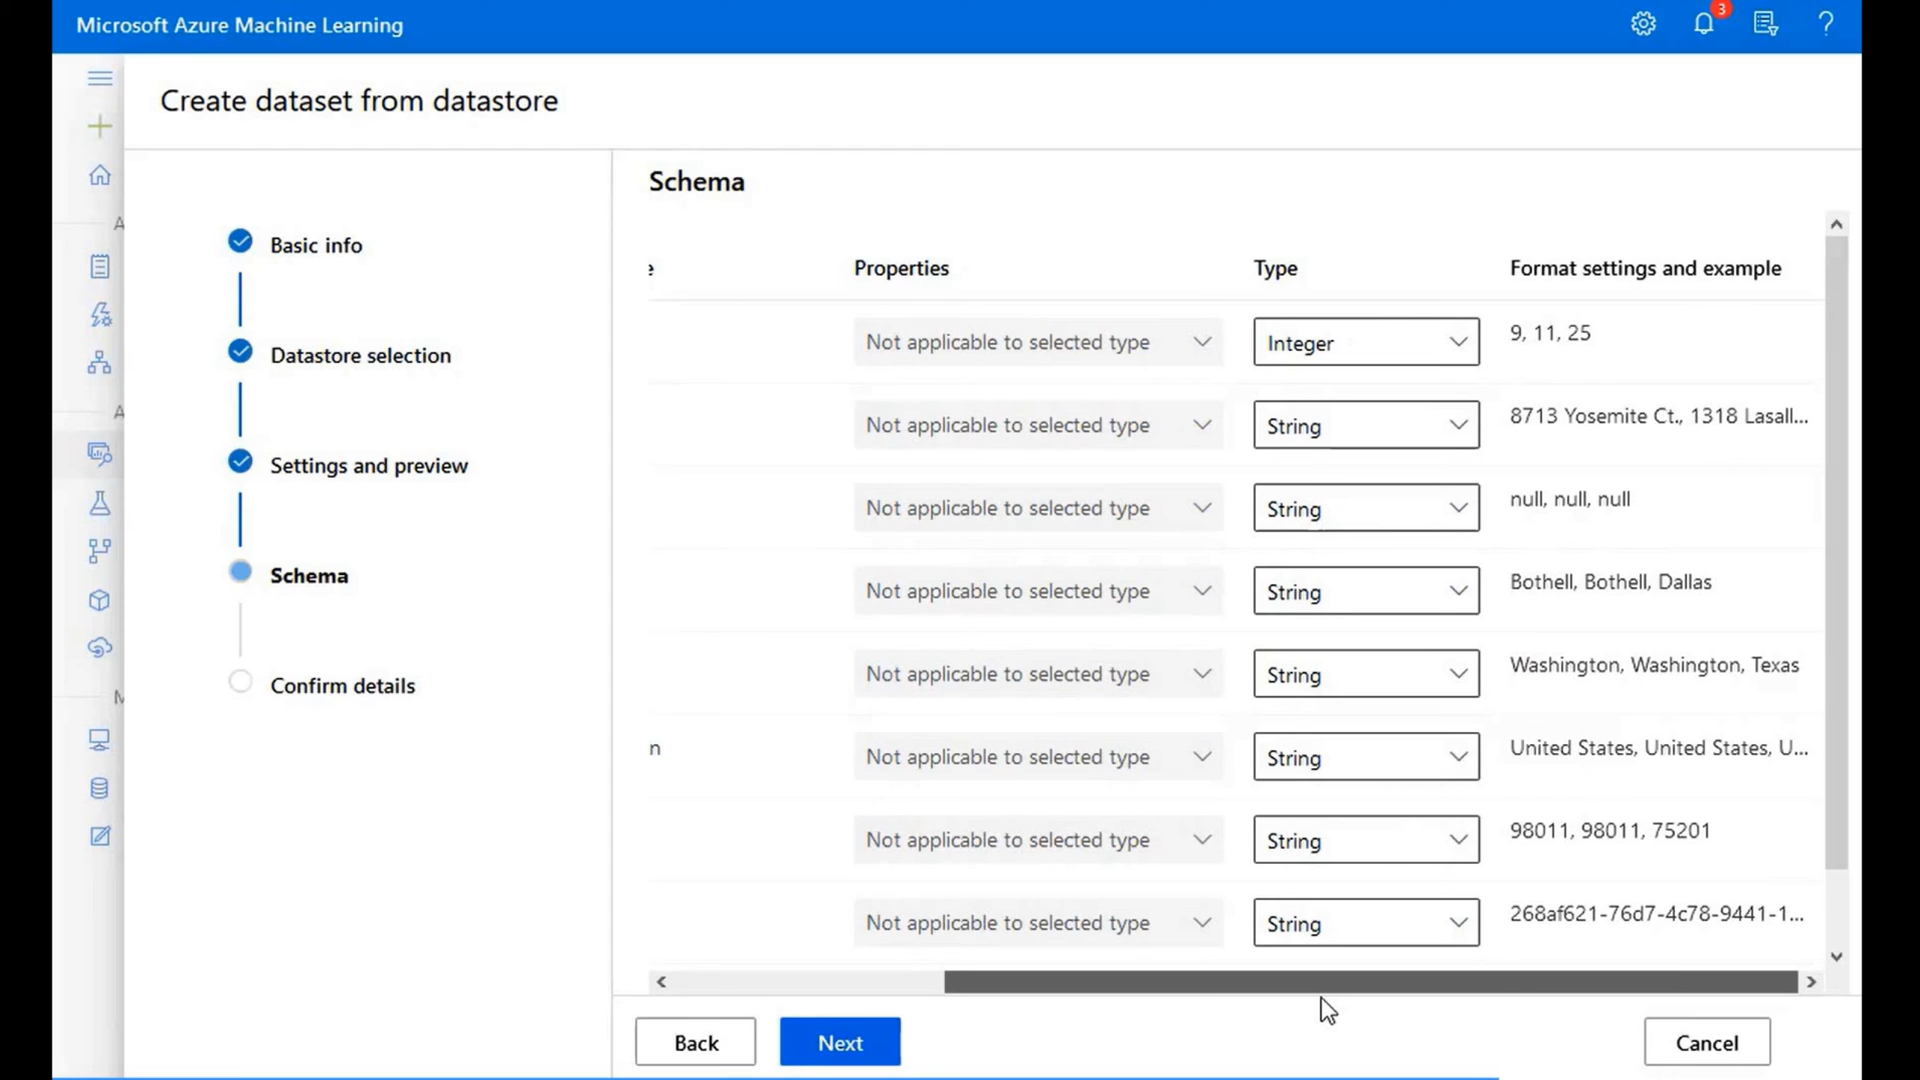 Microsoft Azure Machine Learning
3
?
Create dataset from datastore
A
A
M
Basic info
Datastore selection
Settings and preview
Schema
Confirm details
Schema
e Properties Type Format settings and example
Not applicable to selected type Integer 9, 11, 25
Not applicable to selected type String 8713 Yosemite Ct., 1318 Lasall...
Not applicable to selected type String null, null, null
Not applicable to selected type String Bothell, Bothell, Dallas
Not applicable to selected type String Washington, Washington, Texas
n Not applicable to selected type String United States, United States, U...
Not applicable to selected type String 98011, 98011, 75201
Not applicable to selected type String 268af621-76d7-4c78-9441-1...
Back Next Cancel